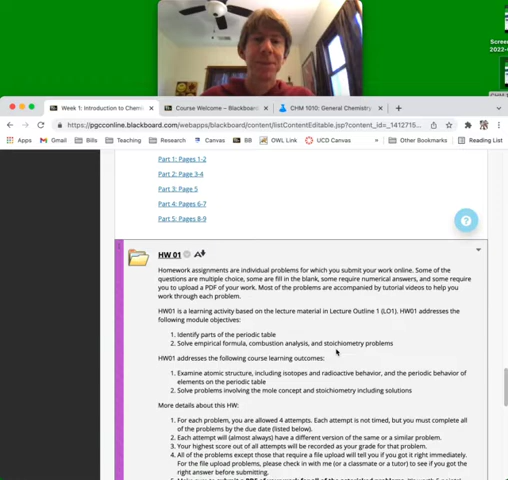 Screen
2022-0
Week 1: Introduction to Chem
Course Welcome – Blackboard
CHM 1010: General Chemistry
https://pgcconline.blackboard.com/webapps/blackboard/content/listContentEditable.jsp?content_id=_1412715...
Apps
Gmail
Bills
Teaching
Research
Canvas
BB
OWL Link
UCD Canvas
Other Bookmarks
Reading List
Part 1: Pages 1-2
Part 2: Page 3-4
Part 3: Page 5
Part 4: Pages 6-7
Part 5: Pages 8-9
?
HW 01
Homework assignments are individual problems for which you submit your work online. Some of the
questions are multiple choice, some are fill in the blank, some require numerical answers, and some require
you to upload a PDF of your work. Most of the problems are accompanied by tutorial videos to help you
work through each problem.
HW01 is a learning activity based on the lecture material in Lecture Outline 1 (LO1). HW01 addresses the
following module objectives:
1. Identify parts of the periodic table
2. Solve empirical formula, combustion analysis, and stoichiometry problems
HW01 addresses the following course learning outcomes:
1. Examine atomic structure, including isotopes and radioactive behavior, and the periodic behavior of
elements on the periodic table
2. Solve problems involving the mole concept and stoichiometry including solutions
More details about this HW:
1. For each problem, you are allowed 4 attempts. Each attempt is not timed, but you must complete all
of the problems by the due date (listed below).
2. Each attempt will (almost always) have a different version of the same or a similar problem.
3. Your highest score out of all attempts will be recorded as your grade for that problem.
4. All of the problems except those that require a file upload will tell you if you got it right immediately.
For the file upload problems, please check in with me (or a classmate or a tutor) to see if you got the
right answer before submitting.